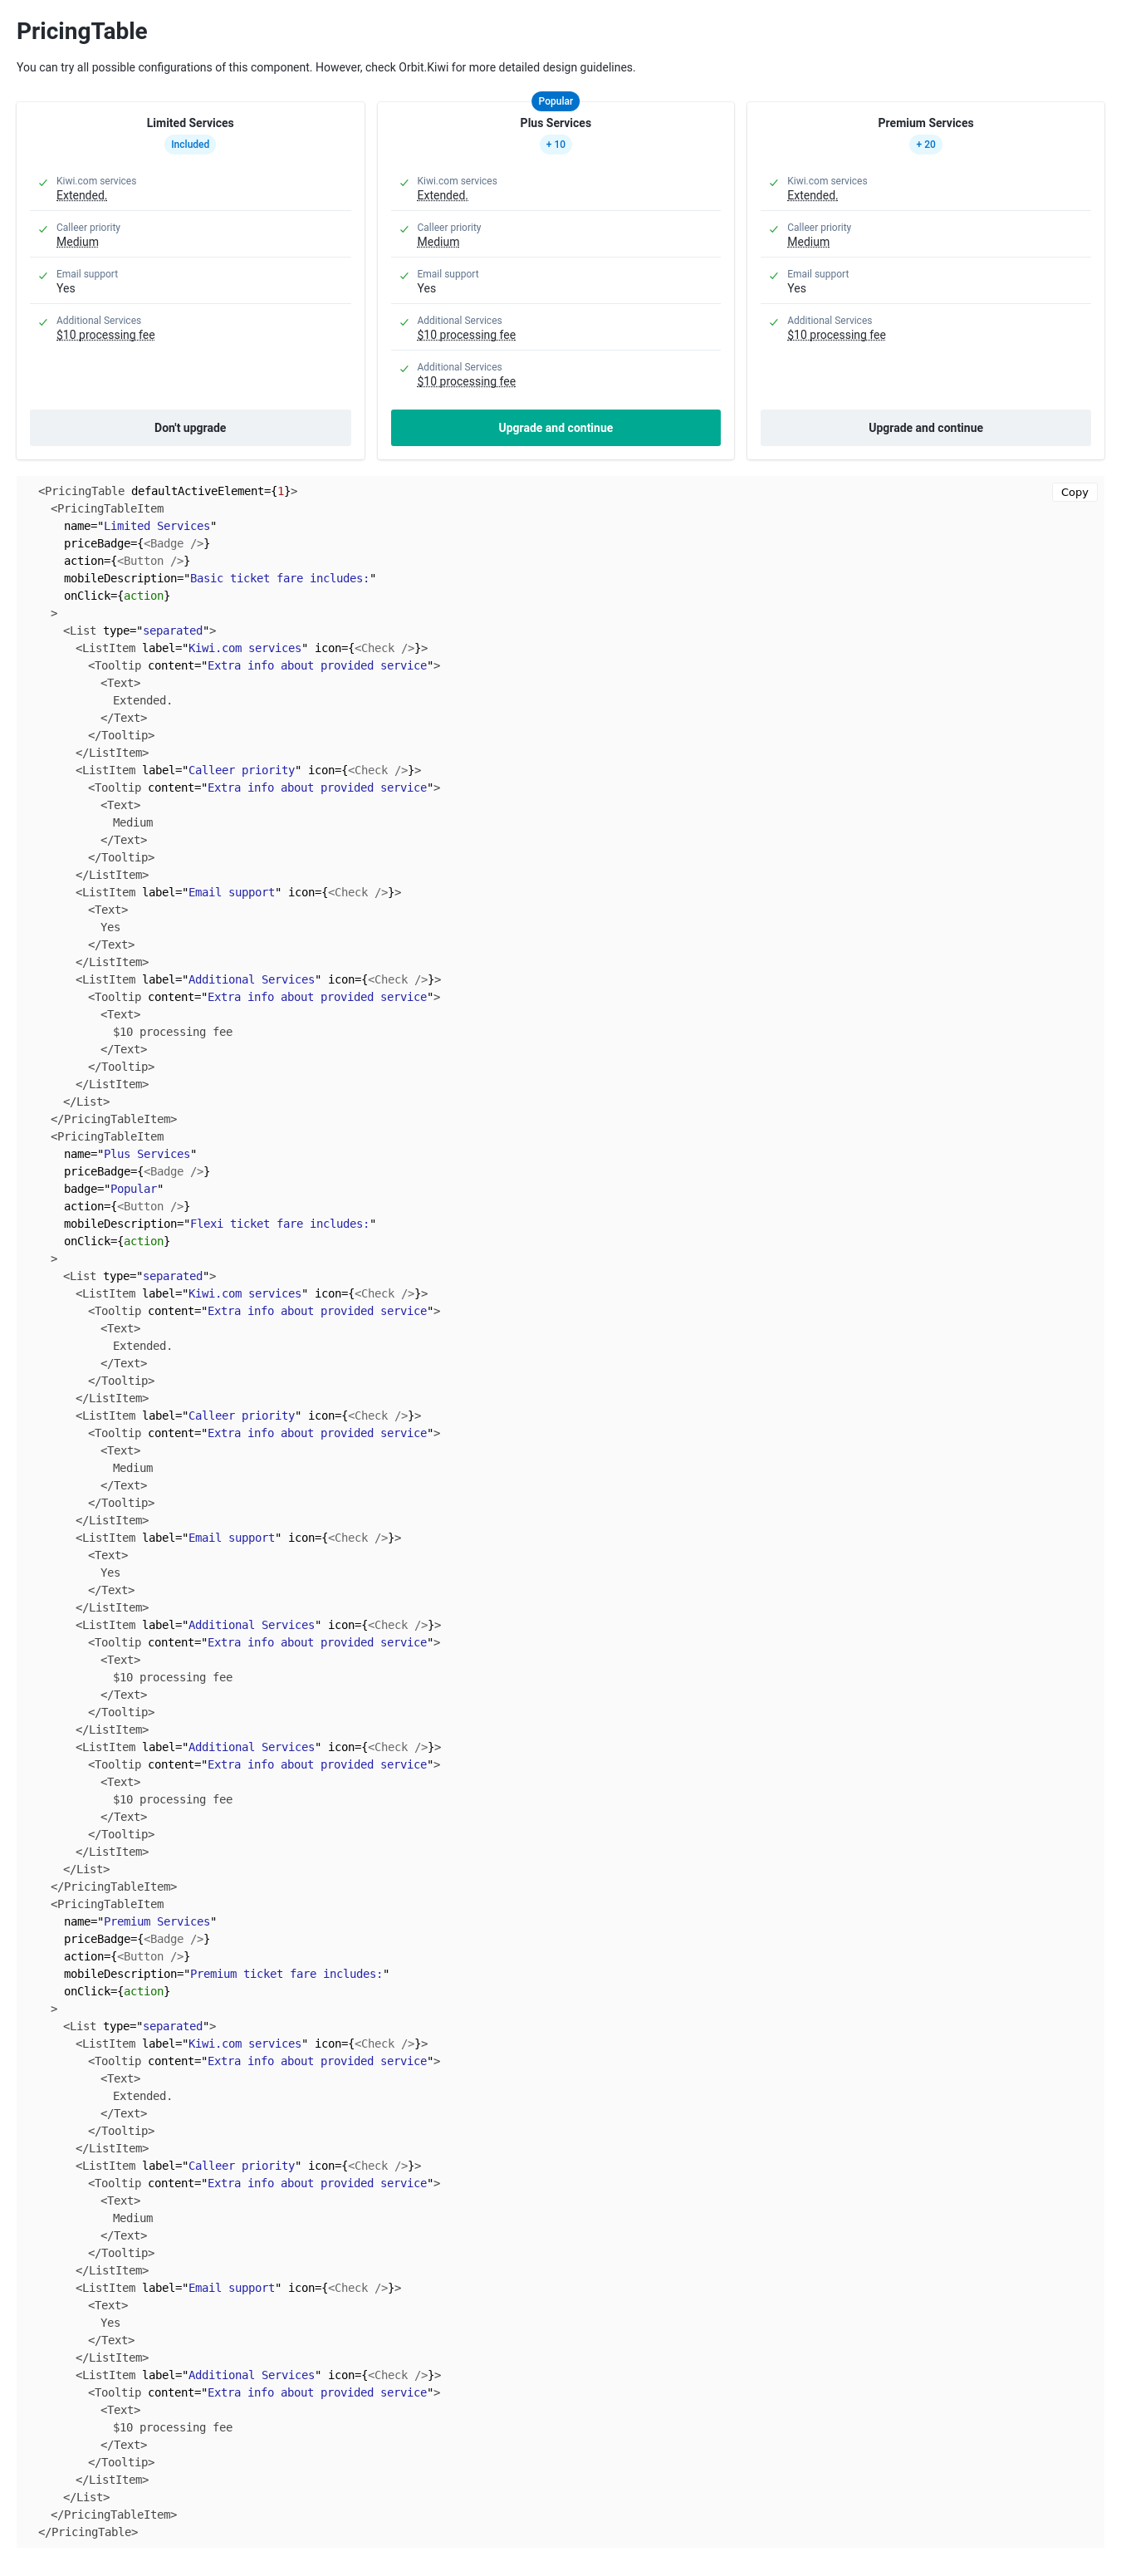 PricingTable
You can try all possible configurations of this component. However, check Orbit.Kiwi for more detailed design guidelines.
Limited Services
Included
Kiwi.com services
Extended.
Calleer priority
Medium
Email support
Yes
Additional Services
$10 processing fee
Don't upgrade
Popular
Plus Services
+ 10
Kiwi.com services
Extended.
Calleer priority
Medium
Email support
Yes
Additional Services
$10 processing fee
Additional Services
$10 processing fee
Upgrade and continue
Premium Services
+ 20
Kiwi.com services
Extended.
Calleer priority
Medium
Email support
Yes
Additional Services
$10 processing fee
Upgrade and continue
Copy
<PricingTable defaultActiveElement={1}>
<PricingTableItem
name="Limited Services"
priceBadge={<Badge />}
action={<Button />}
mobileDescription="Basic ticket fare includes:"
onClick={action}
>
<List type="separated">
<ListItem label="Kiwi.com services" icon={<Check />}>
<Tooltip content="Extra info about provided service">
<Text>
Extended.
</Text>
</Tooltip>
</ListItem>
<ListItem label="Calleer priority" icon={<Check />}>
<Tooltip content="Extra info about provided service">
<Text>
Medium
</Text>
</Tooltip>
</ListItem>
<ListItem label="Email support" icon={<Check />}>
<Text>
Yes
</Text>
</ListItem>
<ListItem label="Additional Services" icon={<Check />}>
<Tooltip content="Extra info about provided service">
<Text>
$10 processing fee
</Text>
</Tooltip>
</ListItem>
</List>
</PricingTableItem>
<PricingTableItem
name="Plus Services"
priceBadge={<Badge />}
badge="Popular"
action={<Button />}
mobileDescription="Flexi ticket fare includes:"
onClick={action}
>
<List type="separated">
<ListItem label="Kiwi.com services" icon={<Check />}>
<Tooltip content="Extra info about provided service">
<Text>
Extended.
</Text>
</Tooltip>
</ListItem>
<ListItem label="Calleer priority" icon={<Check />}>
<Tooltip content="Extra info about provided service">
<Text>
Medium
</Text>
</Tooltip>
</ListItem>
<ListItem label="Email support" icon={<Check />}>
<Text>
Yes
</Text>
</ListItem>
<ListItem label="Additional Services" icon={<Check />}>
<Tooltip content="Extra info about provided service">
<Text>
$10 processing fee
</Text>
</Tooltip>
</ListItem>
<ListItem label="Additional Services" icon={<Check />}>
<Tooltip content="Extra info about provided service">
<Text>
$10 processing fee
</Text>
</Tooltip>
</ListItem>
</List>
</PricingTableItem>
<PricingTableItem
name="Premium Services"
priceBadge={<Badge />}
action={<Button />}
mobileDescription="Premium ticket fare includes:"
onClick={action}
>
<List type="separated">
<ListItem label="Kiwi.com services" icon={<Check />}>
<Tooltip content="Extra info about provided service">
<Text>
Extended.
</Text>
</Tooltip>
</ListItem>
<ListItem label="Calleer priority" icon={<Check />}>
<Tooltip content="Extra info about provided service">
<Text>
Medium
</Text>
</Tooltip>
</ListItem>
<ListItem label="Email support" icon={<Check />}>
<Text>
Yes
</Text>
</ListItem>
<ListItem label="Additional Services" icon={<Check />}>
<Tooltip content="Extra info about provided service">
<Text>
$10 processing fee
</Text>
</Tooltip>
</ListItem>
</List>
</PricingTableItem>
</PricingTable>